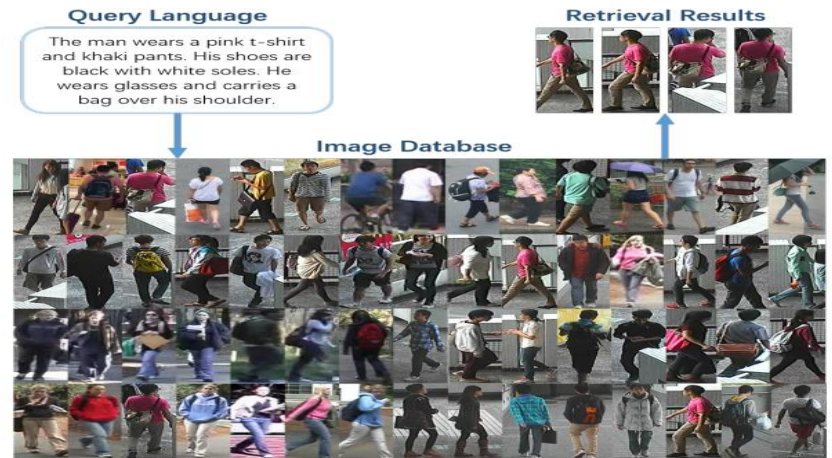 Query Language
Retrieval Results
The man wears a pink t-shirt
and khaki pants. His shoes are
black with white soles. He
wears glasses and carries a
bag over his shoulder.
Image Database